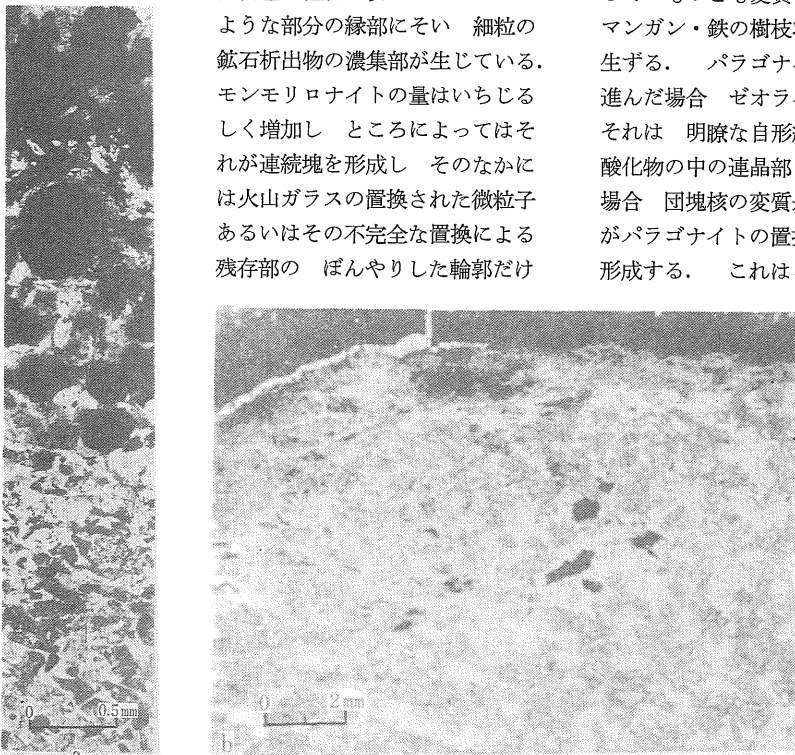 ような部分の縁部にそい　細粒の
鉱石析出物の濃集部が生じている．
モンモリロナイトの量はいちじる
しく増加し　ところによってはそ
れが連続塊を形成し　そのなかに
は火山ガラスの置換された微粒子
あるいはその不完全な置換による
残存部の　ぼんやりした輪郭だけ
マンガン・鉄の樹枝
生ずる．　パラゴナ
進んだ場合　ゼオラ
それは　明瞭な自形
酸化物の中の連晶部
場合　団塊核の変質
がパラゴナイトの置
形成する．　これは
0 0.5mm
0 2mm
b